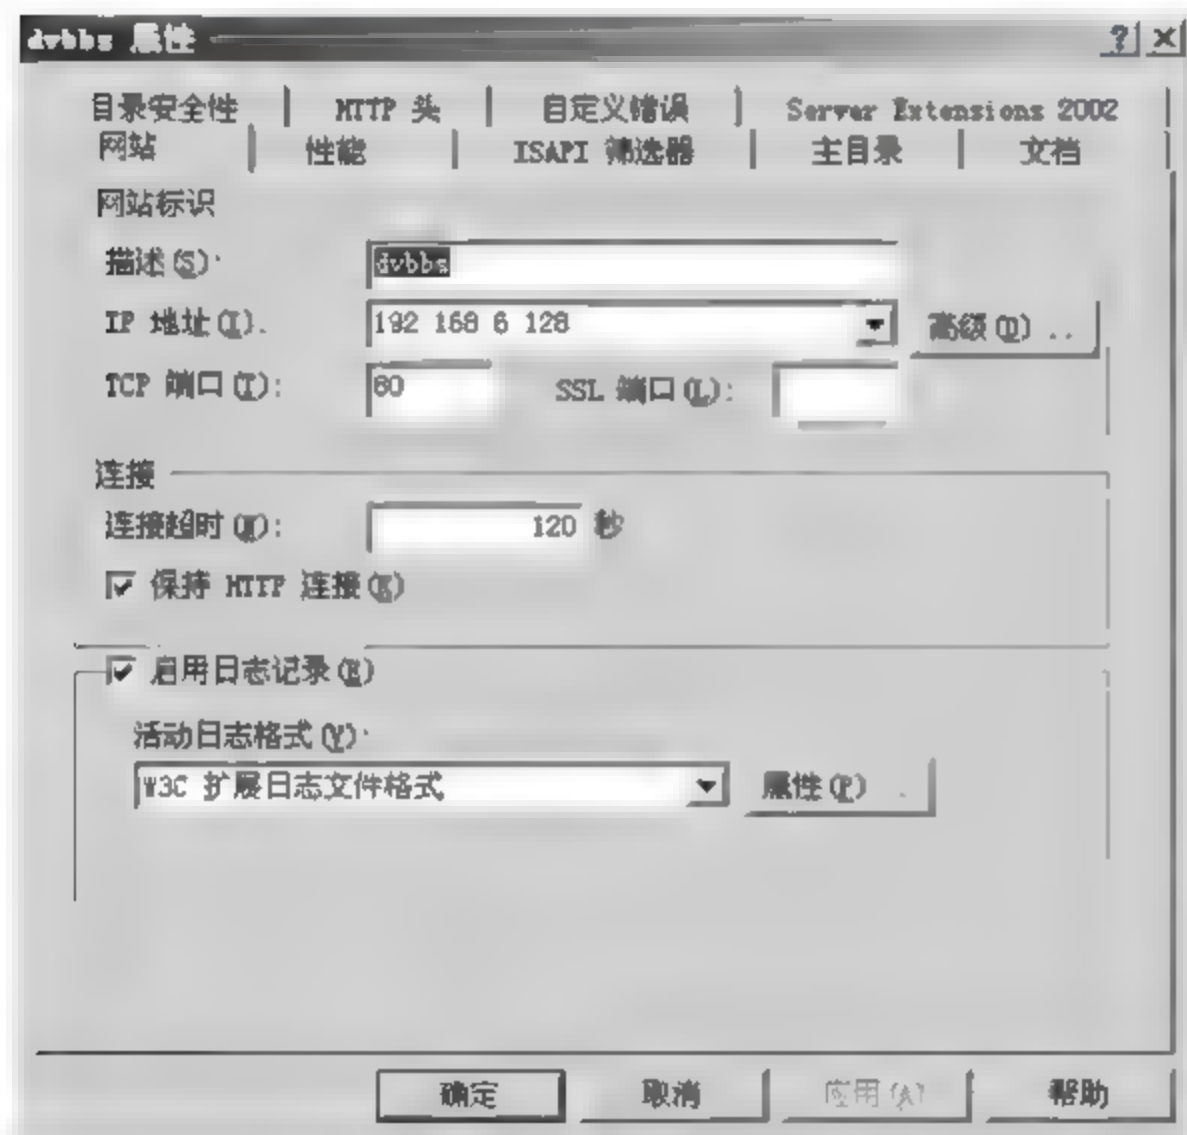 dvbbs 属性
目录安全性 HTTP 头 自定义错误 Server Extensions 2002
网站 性能 ISAPI 筛选器 主目录 文档
网站标识
描述(S): dvbbs
IP 地址(I). 192 168 6 128 高级(D) ..
TCP 端口(T): 80 SSL 端口(L):
连接
连接超时(N): 120 秒
保持 HTTP 连接(K)
启用日志记录(E)
活动日志格式(V):
W3C 扩展日志文件格式 属性(P) .
确定 取消 应用(A) 帮助